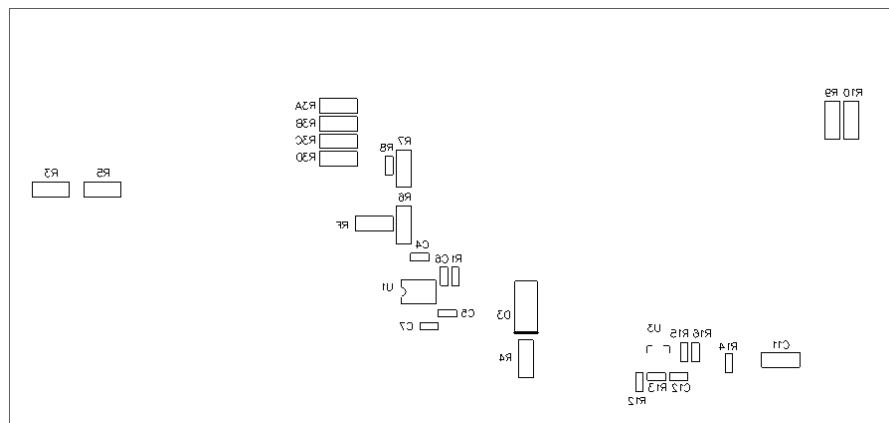 R9 R10
R3A
R3B
R3C
R3D
R8 R7
R3 R5
R6
RF
C4
C6 R1
U1
C5
D3
C7
U3 R15 R16
R14 C11
R4
R13 C12
R12